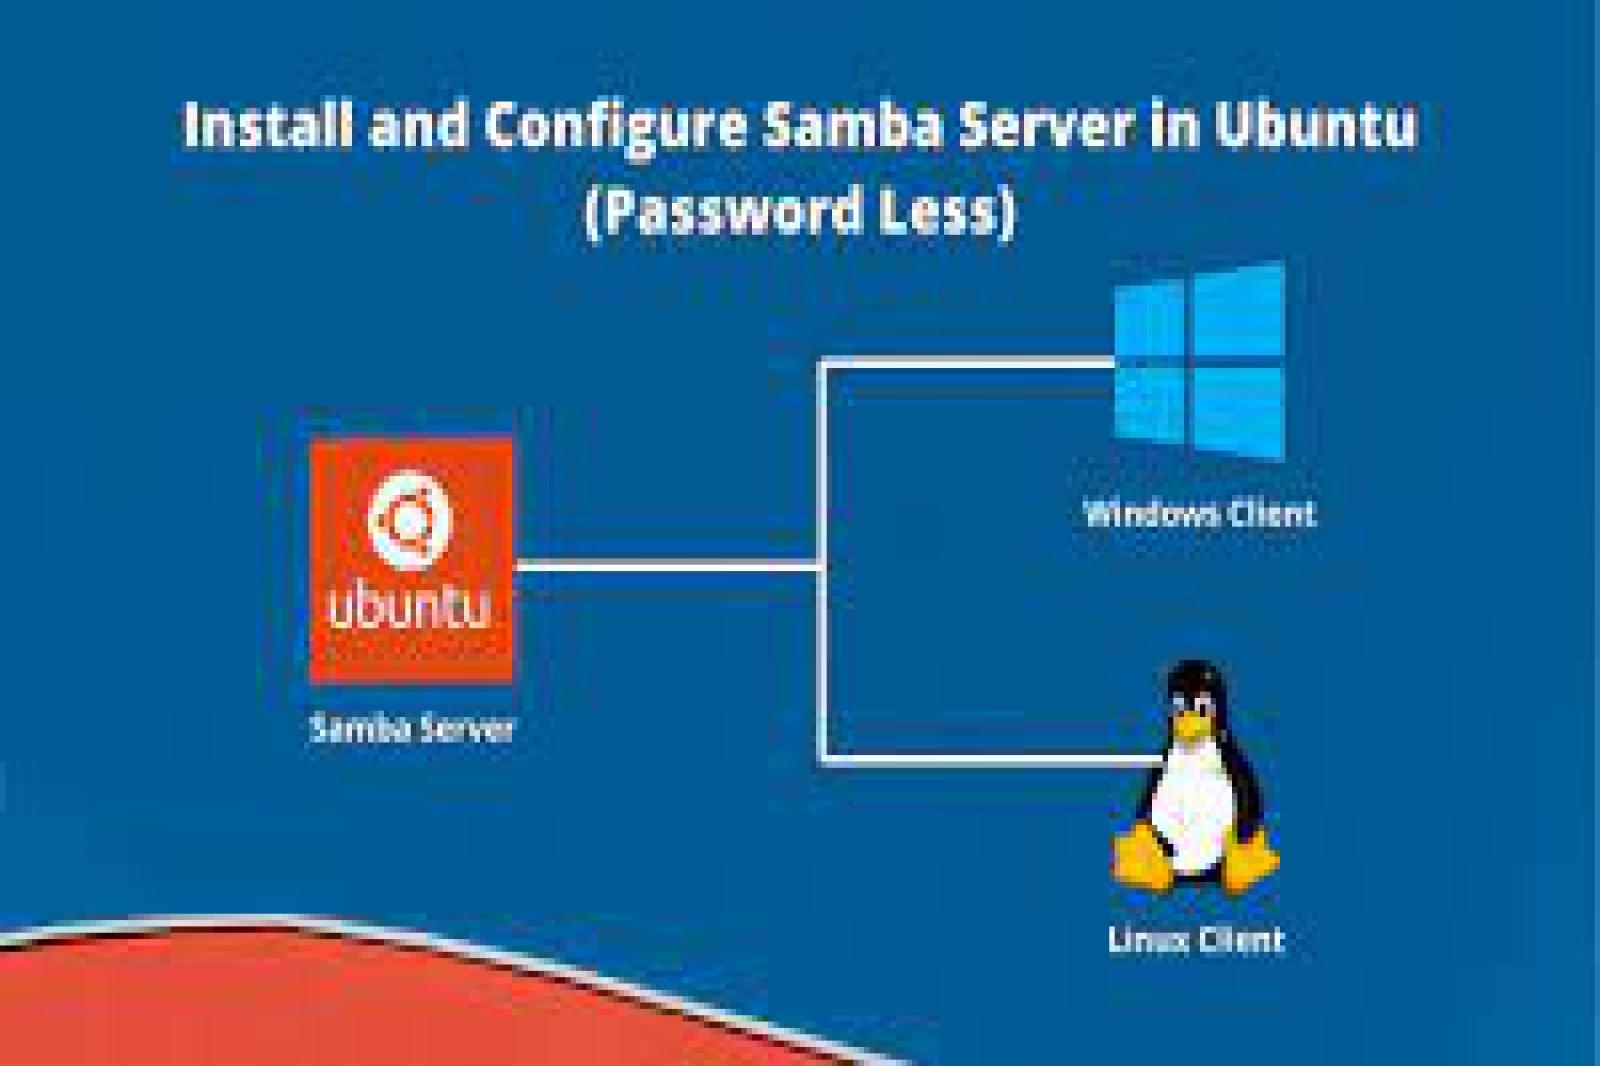 Install and Configure Samba Server in Ubuntu
(Password Less)
Windows Client
ubuntu
Samba Server
Linux Client